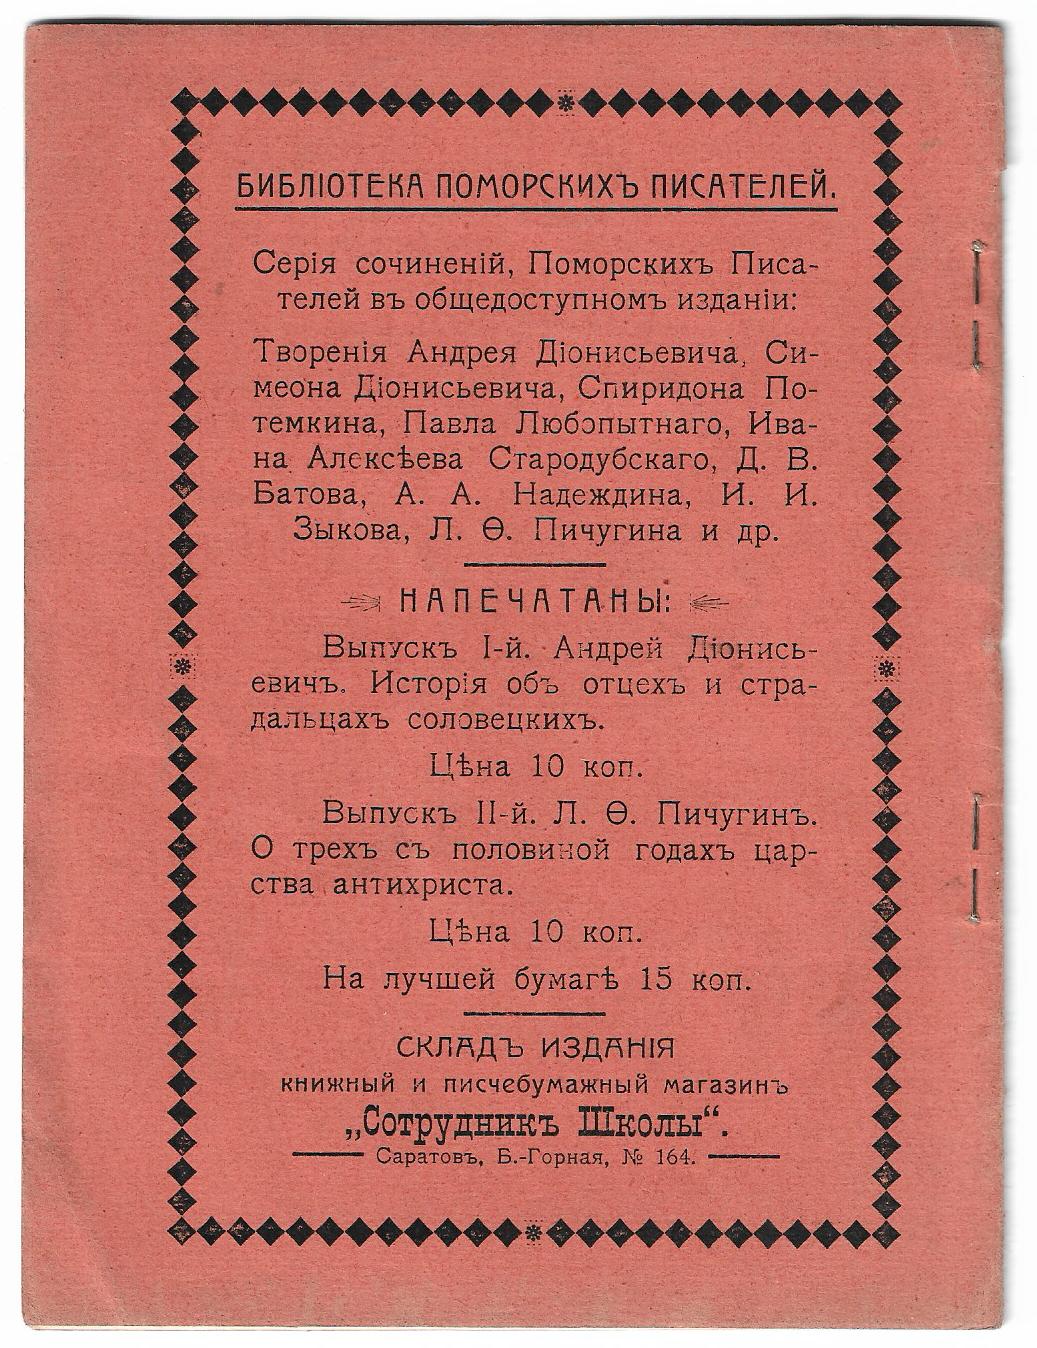 БИБЛІОТЕКА ПОМОРСКИХЪ ПИСАТЕЛЕЙ.
Серія сочиненій, Поморскихъ Писа-
телей въ общедоступномъ изданіи:
Творенія Андрея Діонисьевича, Си-
меона Діонисьевича, Спиридона По-
темкина, Павла Любопытнаго, Ива-
на Алексѣева Стародубскаго, Д. В.
Батова, А. А. Надеждина, И. И.
Зыкова, Л. Ѳ. Пичугина и др.
НАПЕЧАТАНЫ:
Выпускъ I-й. Андрей Діонись-
евичъ. Исторія объ отцехъ и стра-
дальцахъ соловецкихъ.
Цѣна 10 коп.
Выпускъ II-й. Л. Ѳ. Пичугинъ.
О трехъ съ половиной годахъ цар-
ства антихриста.
Цѣна 10 коп.
На лучшей бумагѣ 15 коп.
СКЛАДЪ ИЗДАНІЯ
книжный и писчебумажный магазинъ
„Сотрудникъ Школы“.
Саратовъ, Б.-Горная, № 164.